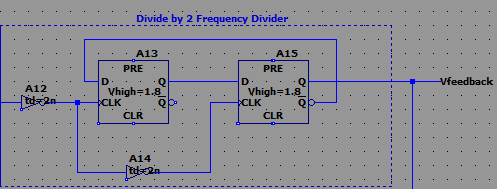 Divide by 2 Frequency Divider
A13
A15
PRE
PRE
D
Q
D
Q
Vfeedback
A12
Vhigh=1.8
Vhigh=1.8
td=2n
CLK
Q
CLK
Q
CLR
CLR
A14
td=2n